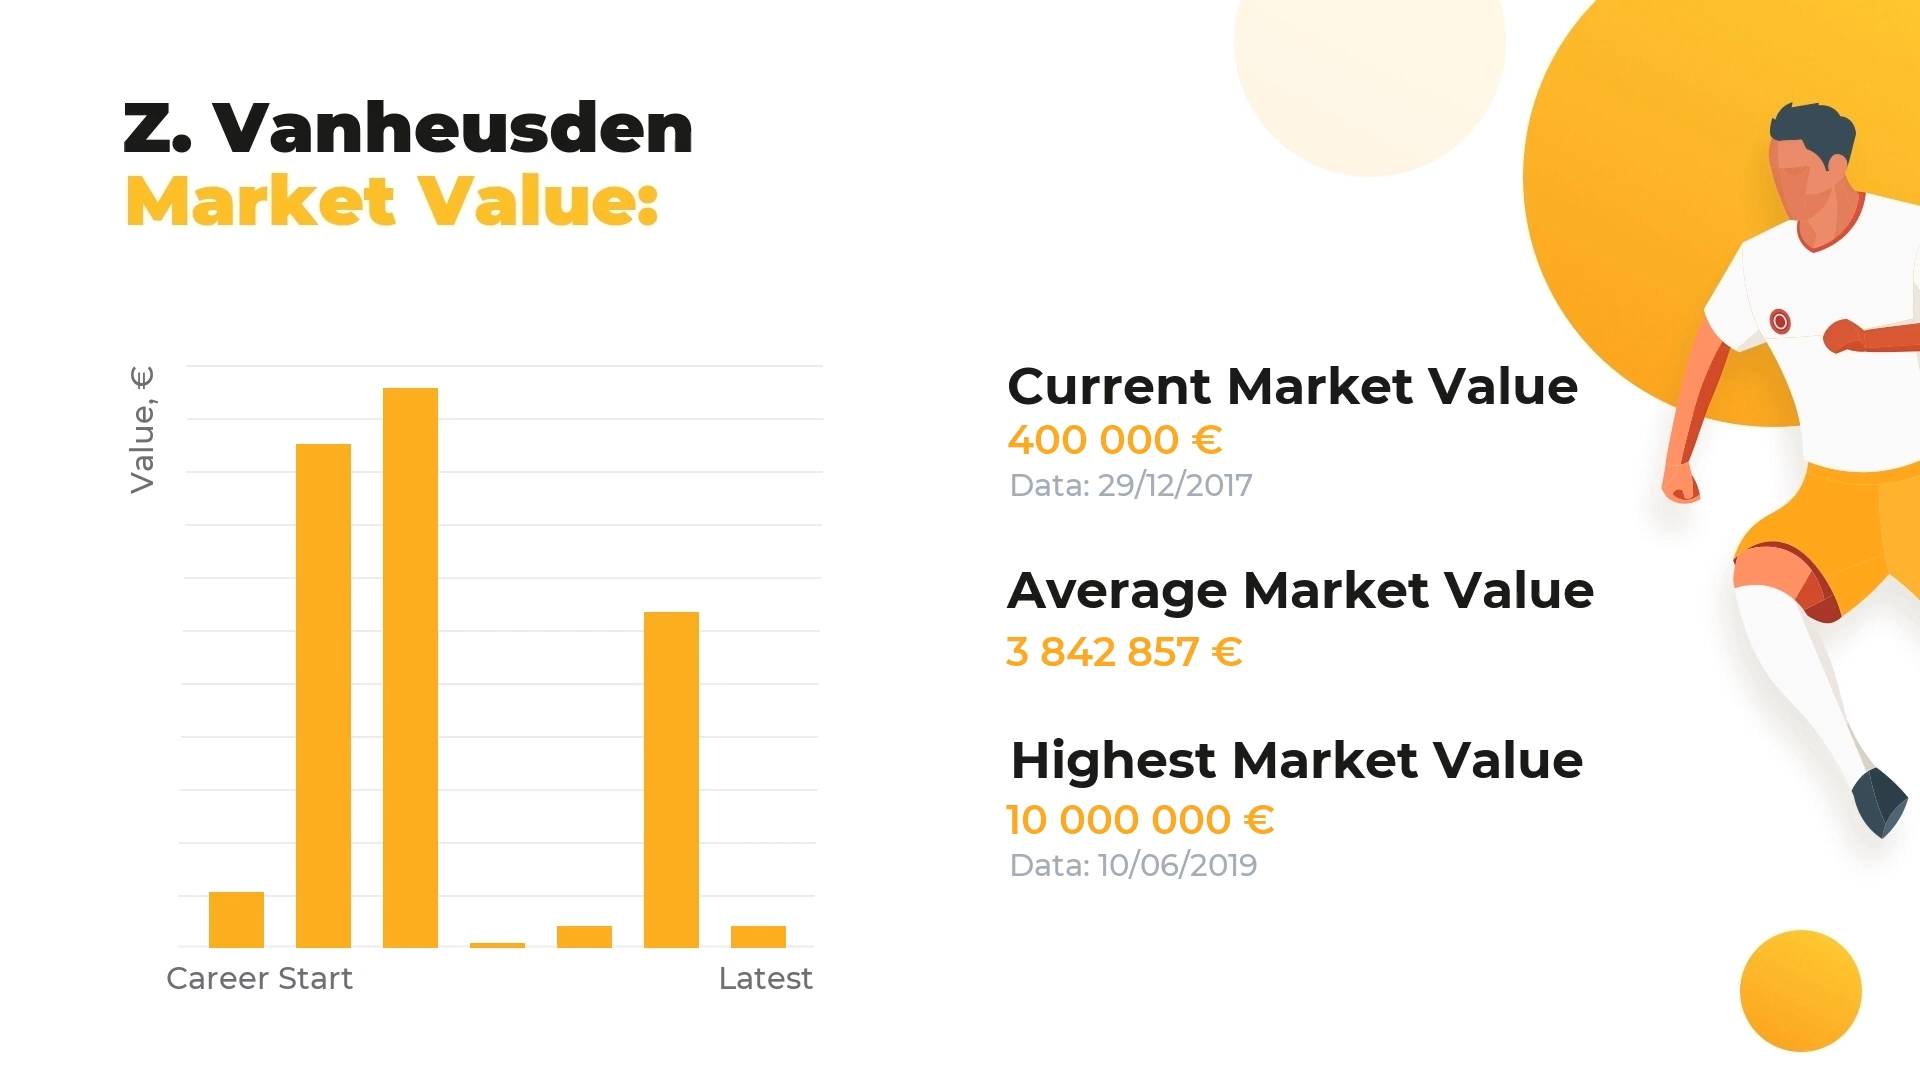 Z. Vanheusden
Market Value:
Value, €
Career Start
Latest
Current Market Value
400 000 €
Data: 29/12/2017
Average Market Value
3 842 857 €
Highest Market Value
10 000 000 €
Data: 10/06/2019